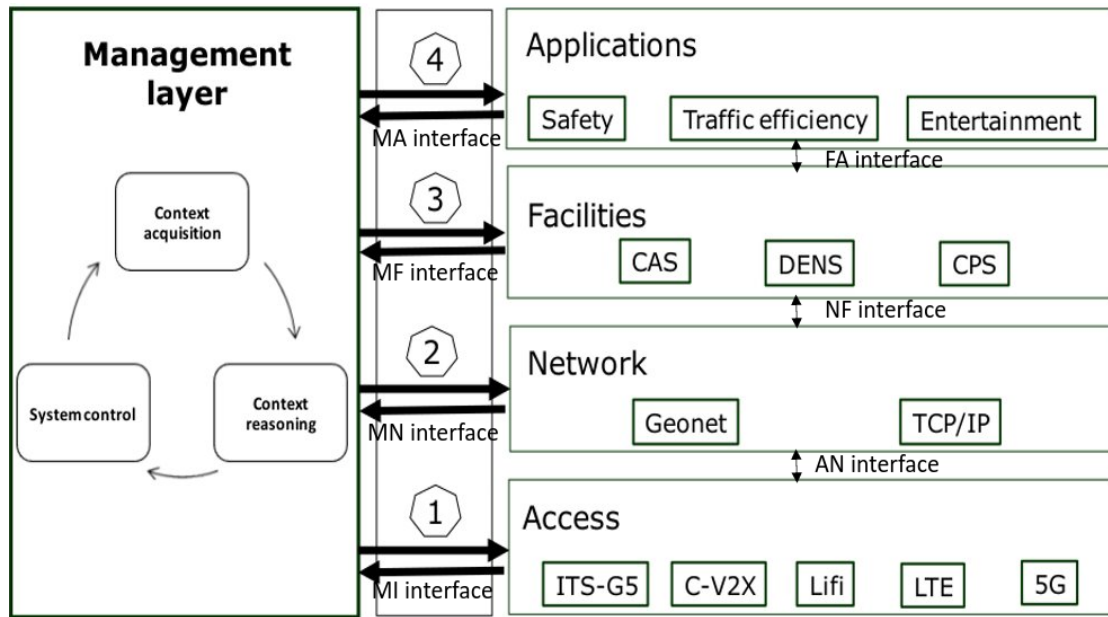 Management
layer
Context
acquisition
System control
Context
reasoning
4
MA interface
3
MF interface
2
MN interface
1
MI interface
Applications
Safety
Traffic efficiency
Entertainment
FA interface
Facilities
CAS
DENS
CPS
NF interface
Network
Geonet
TCP/IP
AN interface
Access
ITS-G5
C-V2X
Lifi
LTE
5G